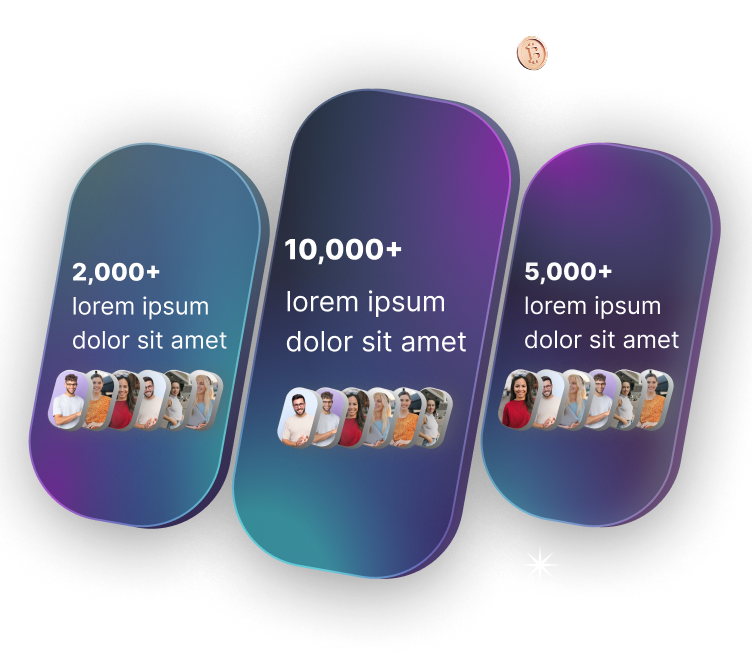 2,000+
lorem ipsum
dolor sit amet
10,000+
lorem ipsum
dolor sit amet
5,000+
lorem ipsum
dolor sit amet